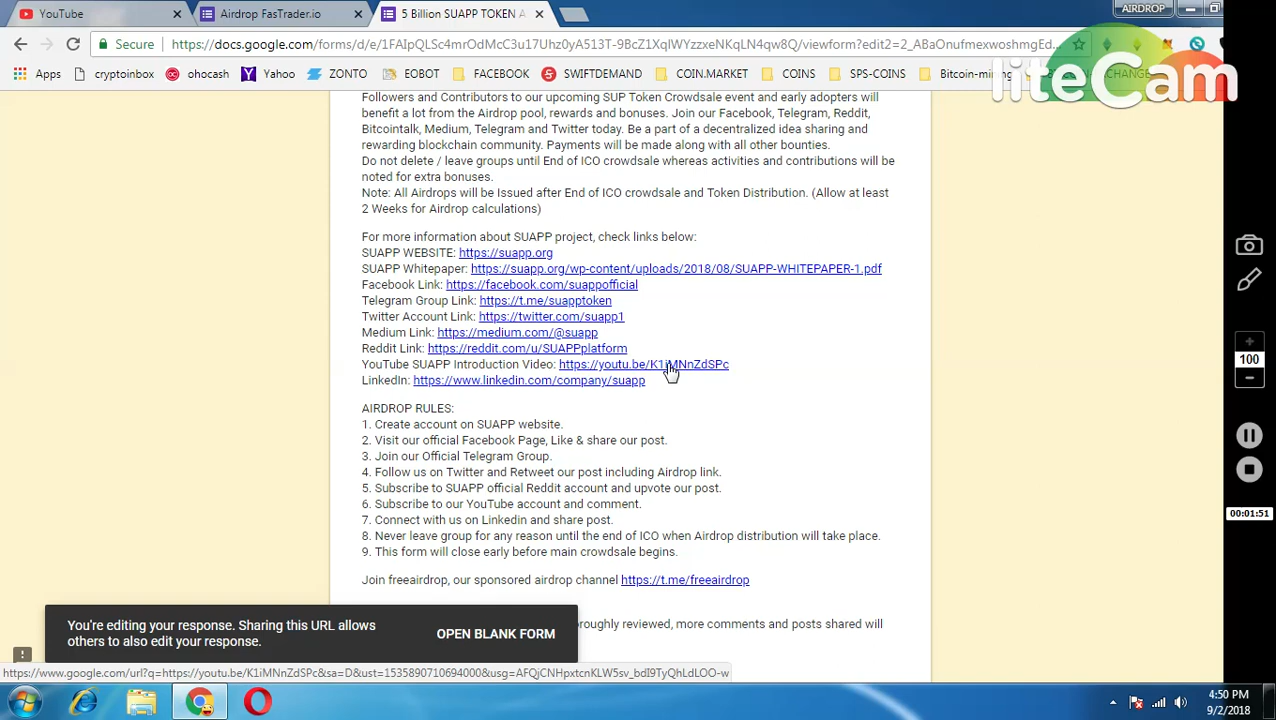 YouTube
Airdrop FasTrader.io
5 Billion SUAPP TOKEN A
AIRDROP
Secure
Apps
cryptoinbox
ohocash
Yahoo
ZONTO
EOBOT
FACEBOOK
SWIFTDEMAND
COIN.MARKET
COINS
SPS-COINS
liteCam
Followers and Contributors to our upcoming SUP Token Crowdsale event and early adopters will
benefit a lot from the Airdrop pool, rewards and bonuses. Join our Facebook, Telegram, Reddit,
Bitcointalk, Medium, Telegram and Twitter today. Be a part of a decentralized idea sharing and
rewarding blockchain community. Payments will be made along with all other bounties.
Do not delete / leave groups until End of ICO crowdsale whereas activities and contributions will be
noted for extra bonuses.
Note: All Airdrops will be Issued after End of ICO crowdsale and Token Distribution. (Allow at least
2 Weeks for Airdrop calculations)
For more information about SUAPP project, check links below:
SUAPP WEBSITE: https://suapp.org
SUAPP Whitepaper: https://suapp.org/wp-content/uploads/2018/08/SUAPP-WHITEPAPER-1.pdf
Facebook Link: https://facebook.com/suappofficial
Telegram Group Link: https://t.me/suapptoken
Twitter Account Link: https://twitter.com/suapp1
Medium Link: https://medium.com/@suapp
Reddit Link: https://reddit.com/u/SUAPPplatform
YouTube SUAPP Introduction Video: https://youtu.be/K1iMNnZdSPc
LinkedIn: https://www.linkedin.com/company/suapp
AIRDROP RULES:
1. Create account on SUAPP website.
2. Visit our official Facebook Page, Like & share our post.
3. Join our Official Telegram Group.
4. Follow us on Twitter and Retweet our post including Airdrop link.
5. Subscribe to SUAPP official Reddit account and upvote our post.
6. Subscribe to our YouTube account and comment.
7. Connect with us on Linkedin and share post.
8. Never leave group for any reason until the end of ICO when Airdrop distribution will take place.
9. This form will close early before main crowdsale begins.
Join freeairdrop, our sponsored airdrop channel https://t.me/freeairdrop
reviewed, more comments and posts shared will
You're editing your response. Sharing this URL allows
others to also edit your response.
OPEN BLANK FORM
100
00:01:51
4:50 PM
9/2/2018